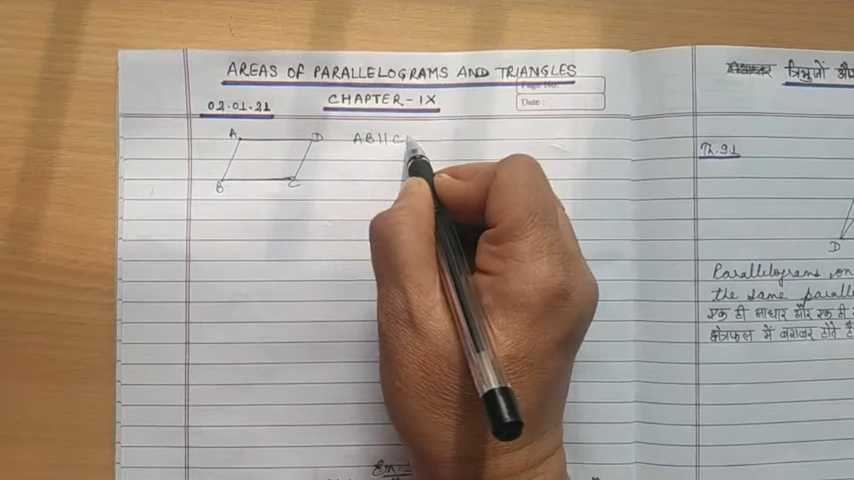 AREAS OF PARALLELOGRAMS AND TRIANGLES
Page No:
CHAPTER-IX
Date :
02.01.21
A
D
AB||C
B
C
त्रिभुजों
Th.9.1
D
Parallelograms on
the same
एक ही आधार और एक ही
क्षेत्रफल में बराबर होते